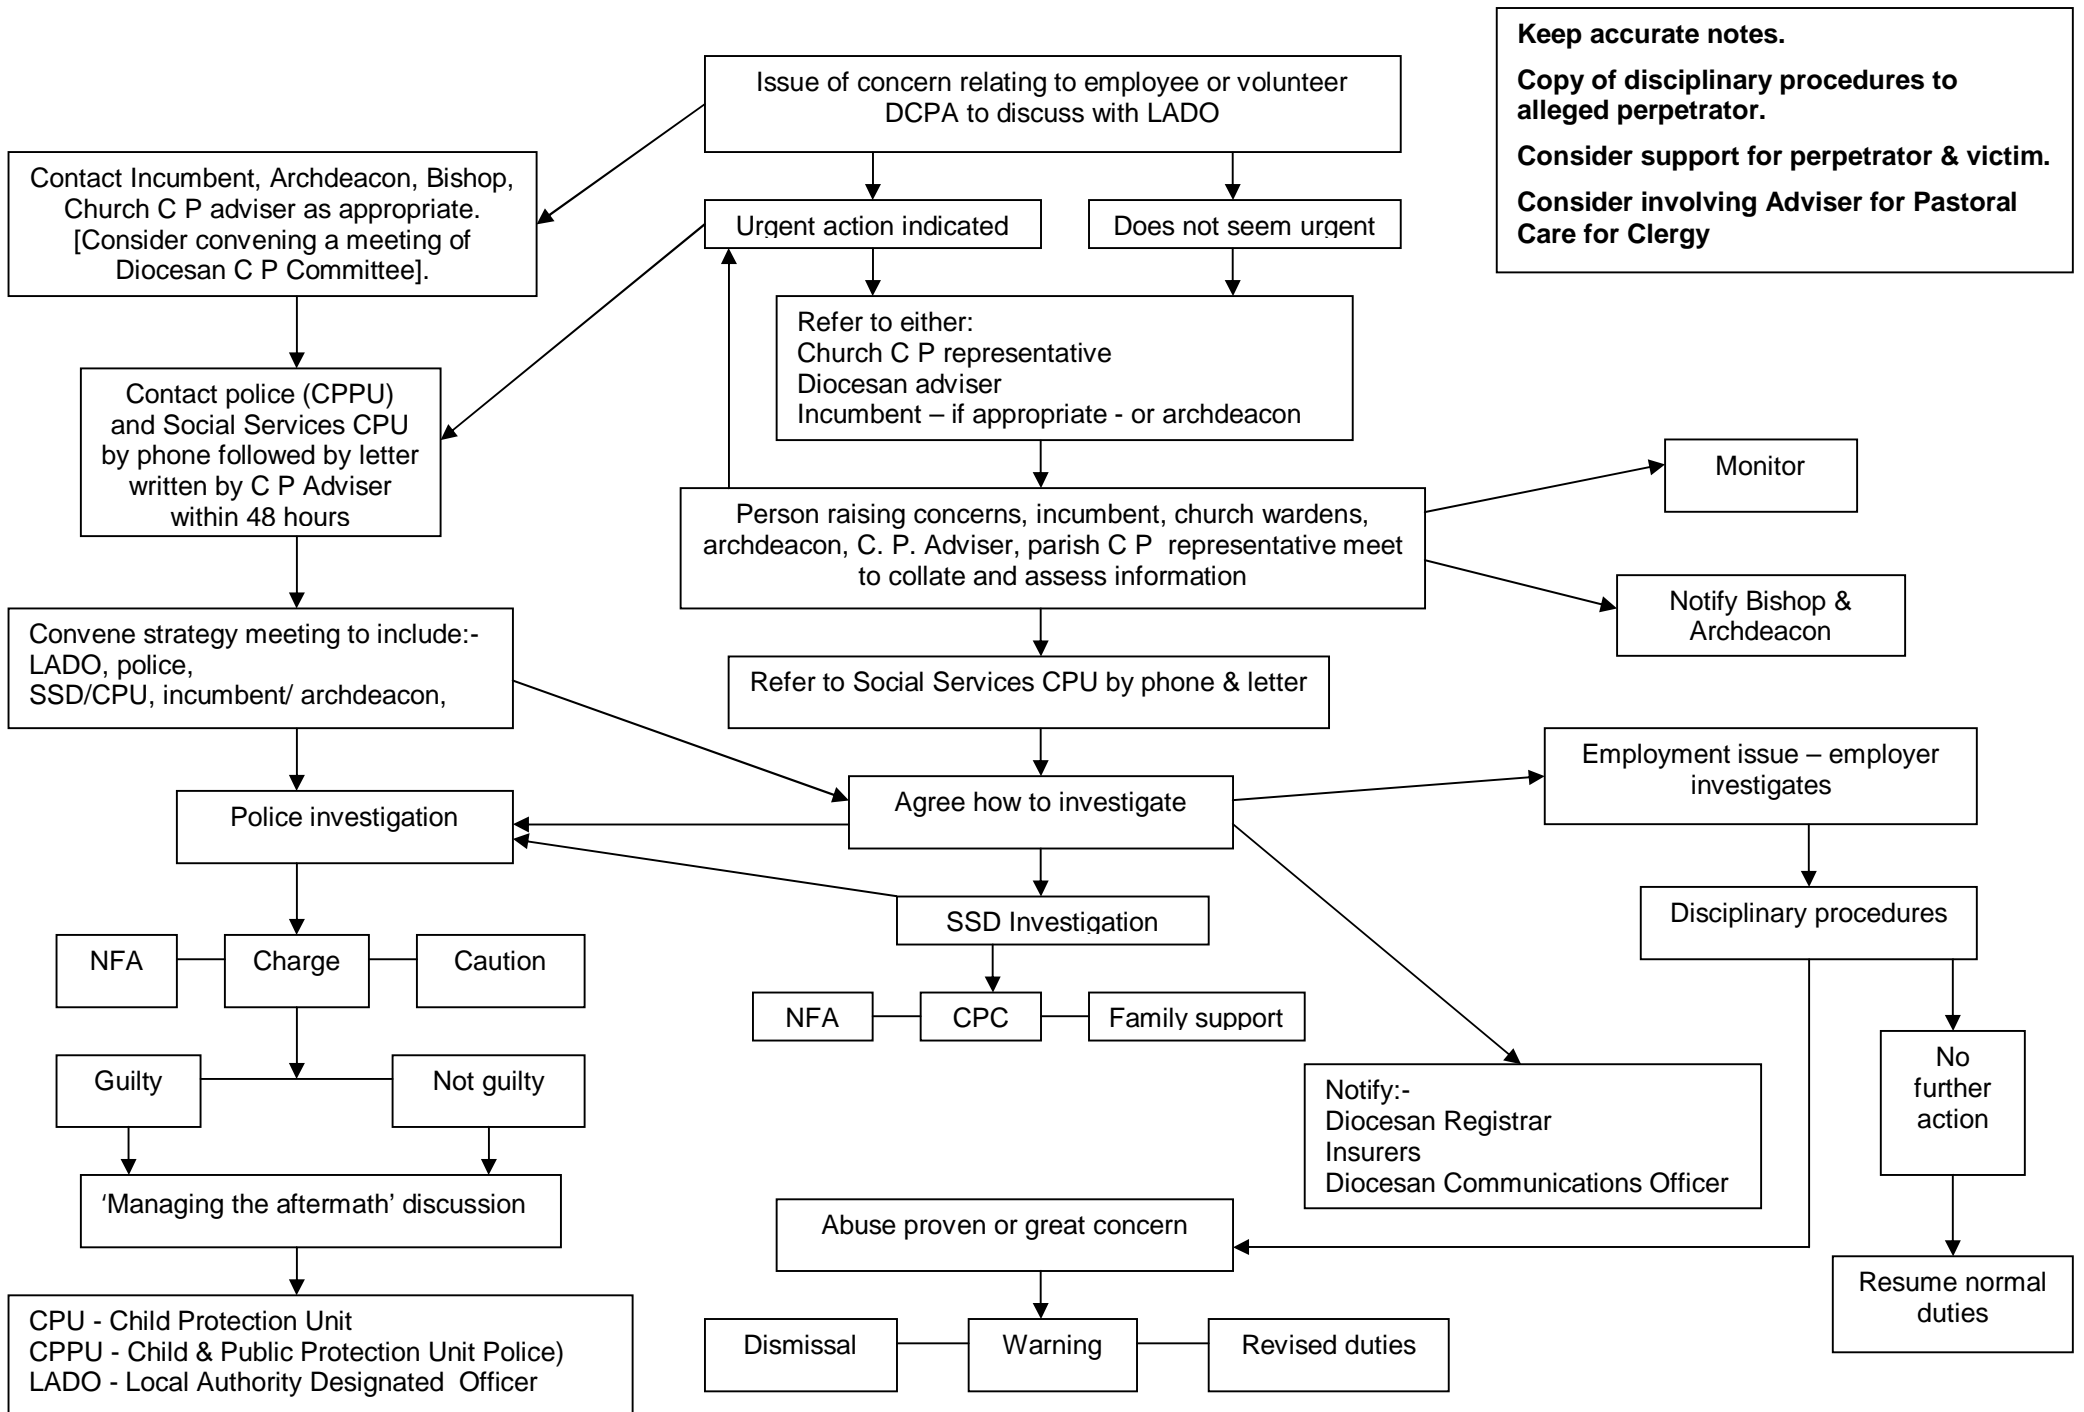 Keep accurate notes.
Copy of disciplinary procedures to
alleged perpetrator.
Consider support for perpetrator & victim.
Consider involving Adviser for Pastoral
Care for Clergy
Issue of concern relating to employee or volunteer
DCPA to discuss with LADO
Contact Incumbent, Archdeacon, Bishop,
Church C P adviser as appropriate.
[Consider convening a meeting of
Diocesan C P Committee].
Urgent action indicated
Does not seem urgent
Refer to either:
Church C P representative
Diocesan adviser
Incumbent – if appropriate - or archdeacon
Contact police (CPPU)
and Social Services CPU
by phone followed by letter
written by C P Adviser
within 48 hours
Monitor
Person raising concerns, incumbent, church wardens,
archdeacon, C. P. Adviser, parish C P  representative meet
to collate and assess information
Notify Bishop &
Archdeacon
Convene strategy meeting to include:-
LADO, police,
SSD/CPU, incumbent/ archdeacon,
Refer to Social Services CPU by phone & letter
Employment issue – employer
investigates
Agree how to investigate
Police investigation
Disciplinary procedures
SSD Investigation
NFA
Charge
Caution
NFA
CPC
Family support
No
further
action
Guilty
Not guilty
Notify:-
Diocesan Registrar
Insurers
Diocesan Communications Officer
‘Managing the aftermath’ discussion
Abuse proven or great concern
Resume normal
duties
CPU - Child Protection Unit
CPPU - Child & Public Protection Unit Police)
LADO - Local Authority Designated  Officer
Dismissal
Warning
Revised duties